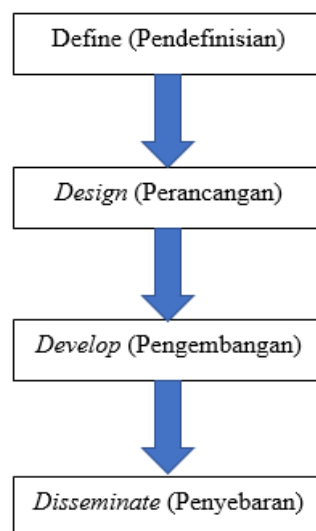 Define (Pendefinisian)
Design (Perancangan)
Develop (Pengembangan)
Disseminate (Penyebaran)